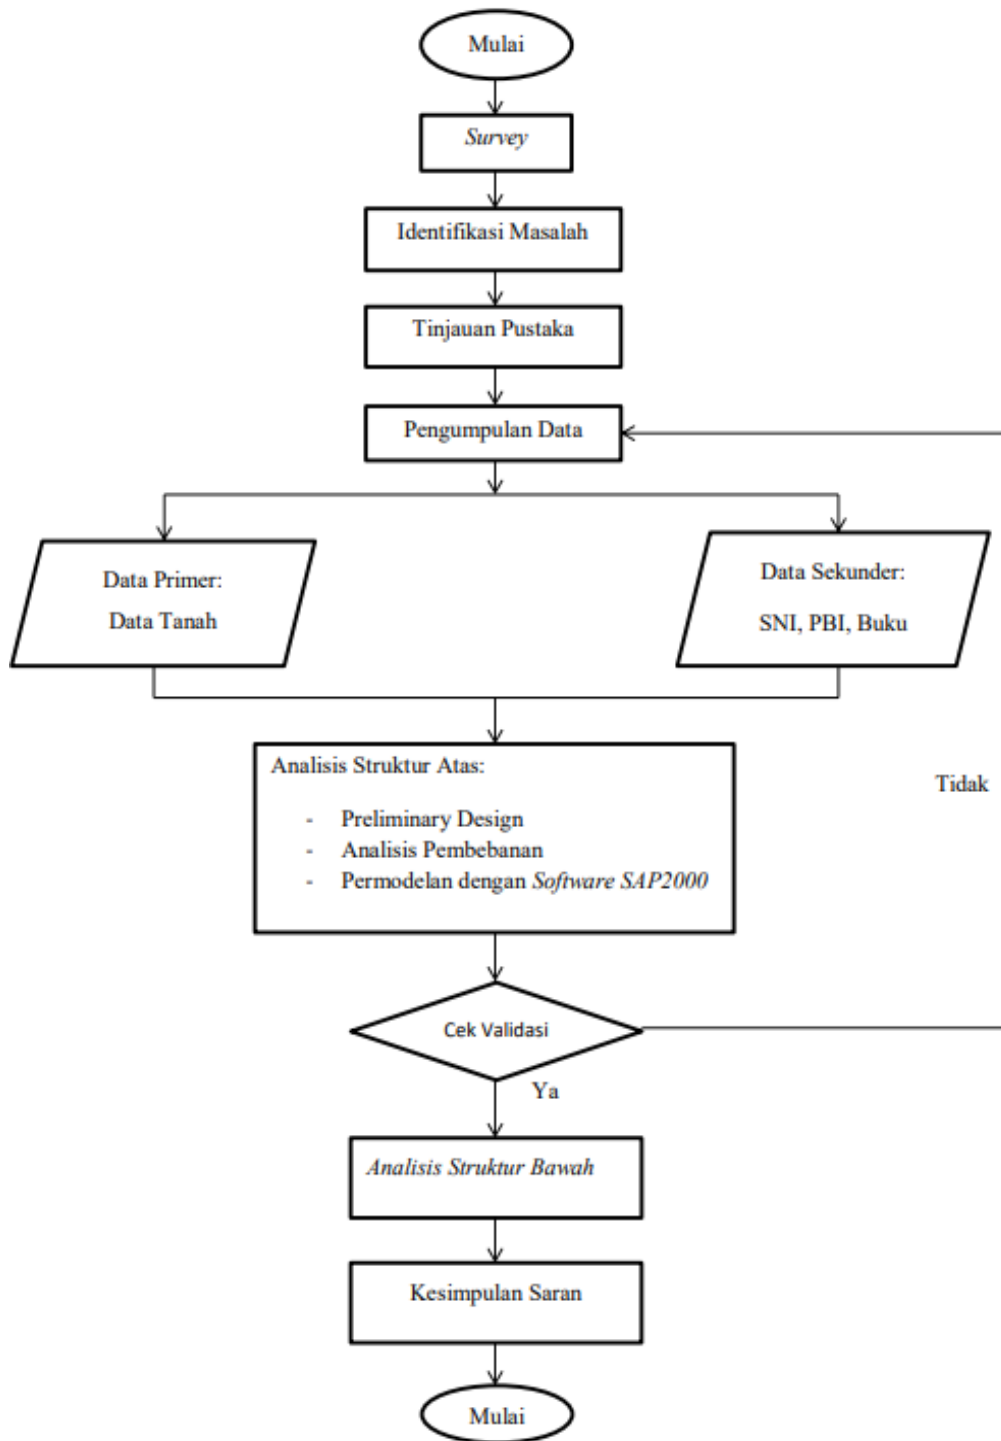 Mulai
Survey
Identifikasi Masalah
Tinjauan Pustaka
Pengumpulan Data
Data Primer:
Data Tanah
Data Sekunder:
SNI, PBI, Buku
Analisis Struktur Atas:
- Preliminary Design
- Analisis Pembebanan
- Permodelan dengan Software SAP2000
Tidak
Cek Validasi
Ya
Analisis Struktur Bawah
Kesimpulan Saran
Mulai